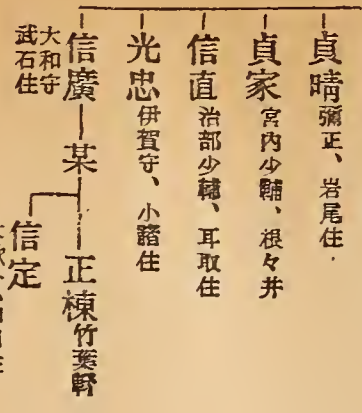 貞晴 彌正、岩尾住
貞家 宮内少輔、根々井
信直 治部少輔、耳取住
光忠 伊賀守、小諸住
信廣 大和守 武石住
某
正棟 竹葉軒
信定